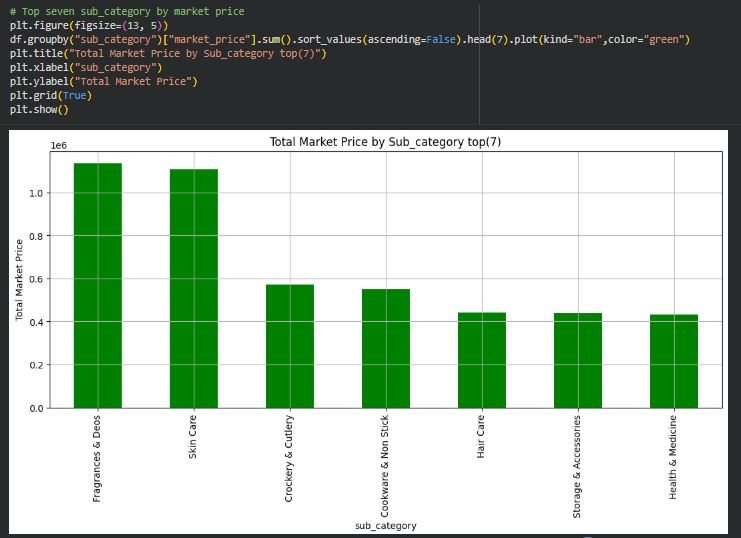 # Top seven sub_category by market price
plt.figure(figsize=(13, 5))
df.groupby("sub_category")["market_price"].sum().sort_values(ascending=False).head(7).plot(kind="bar",color="green")
plt.title("Total Market Price by Sub_category top(7)")
plt.xlabel("sub_category")
plt.ylabel("Total Market Price")
plt.grid(True)
plt.show()
Total Market Price by Sub_category top(7)
1e6
1.0
0.8
0.6
0.4
0.2
0.0
Total Market Price
Fragrances & Deos
Skin Care
Crockery & Cutlery
Cookware & Non Stick
Hair Care
Storage & Accessories
Health & Medicine
sub_category